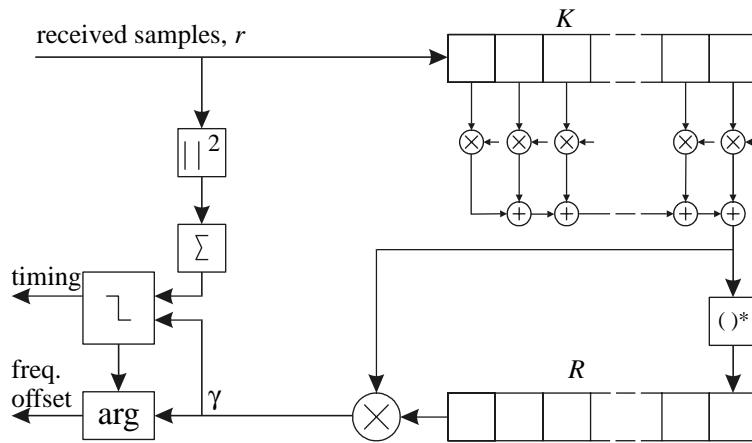 received samples, r
K
| | 2
Σ
timing
( )*
freq.
offset
arg
γ
R